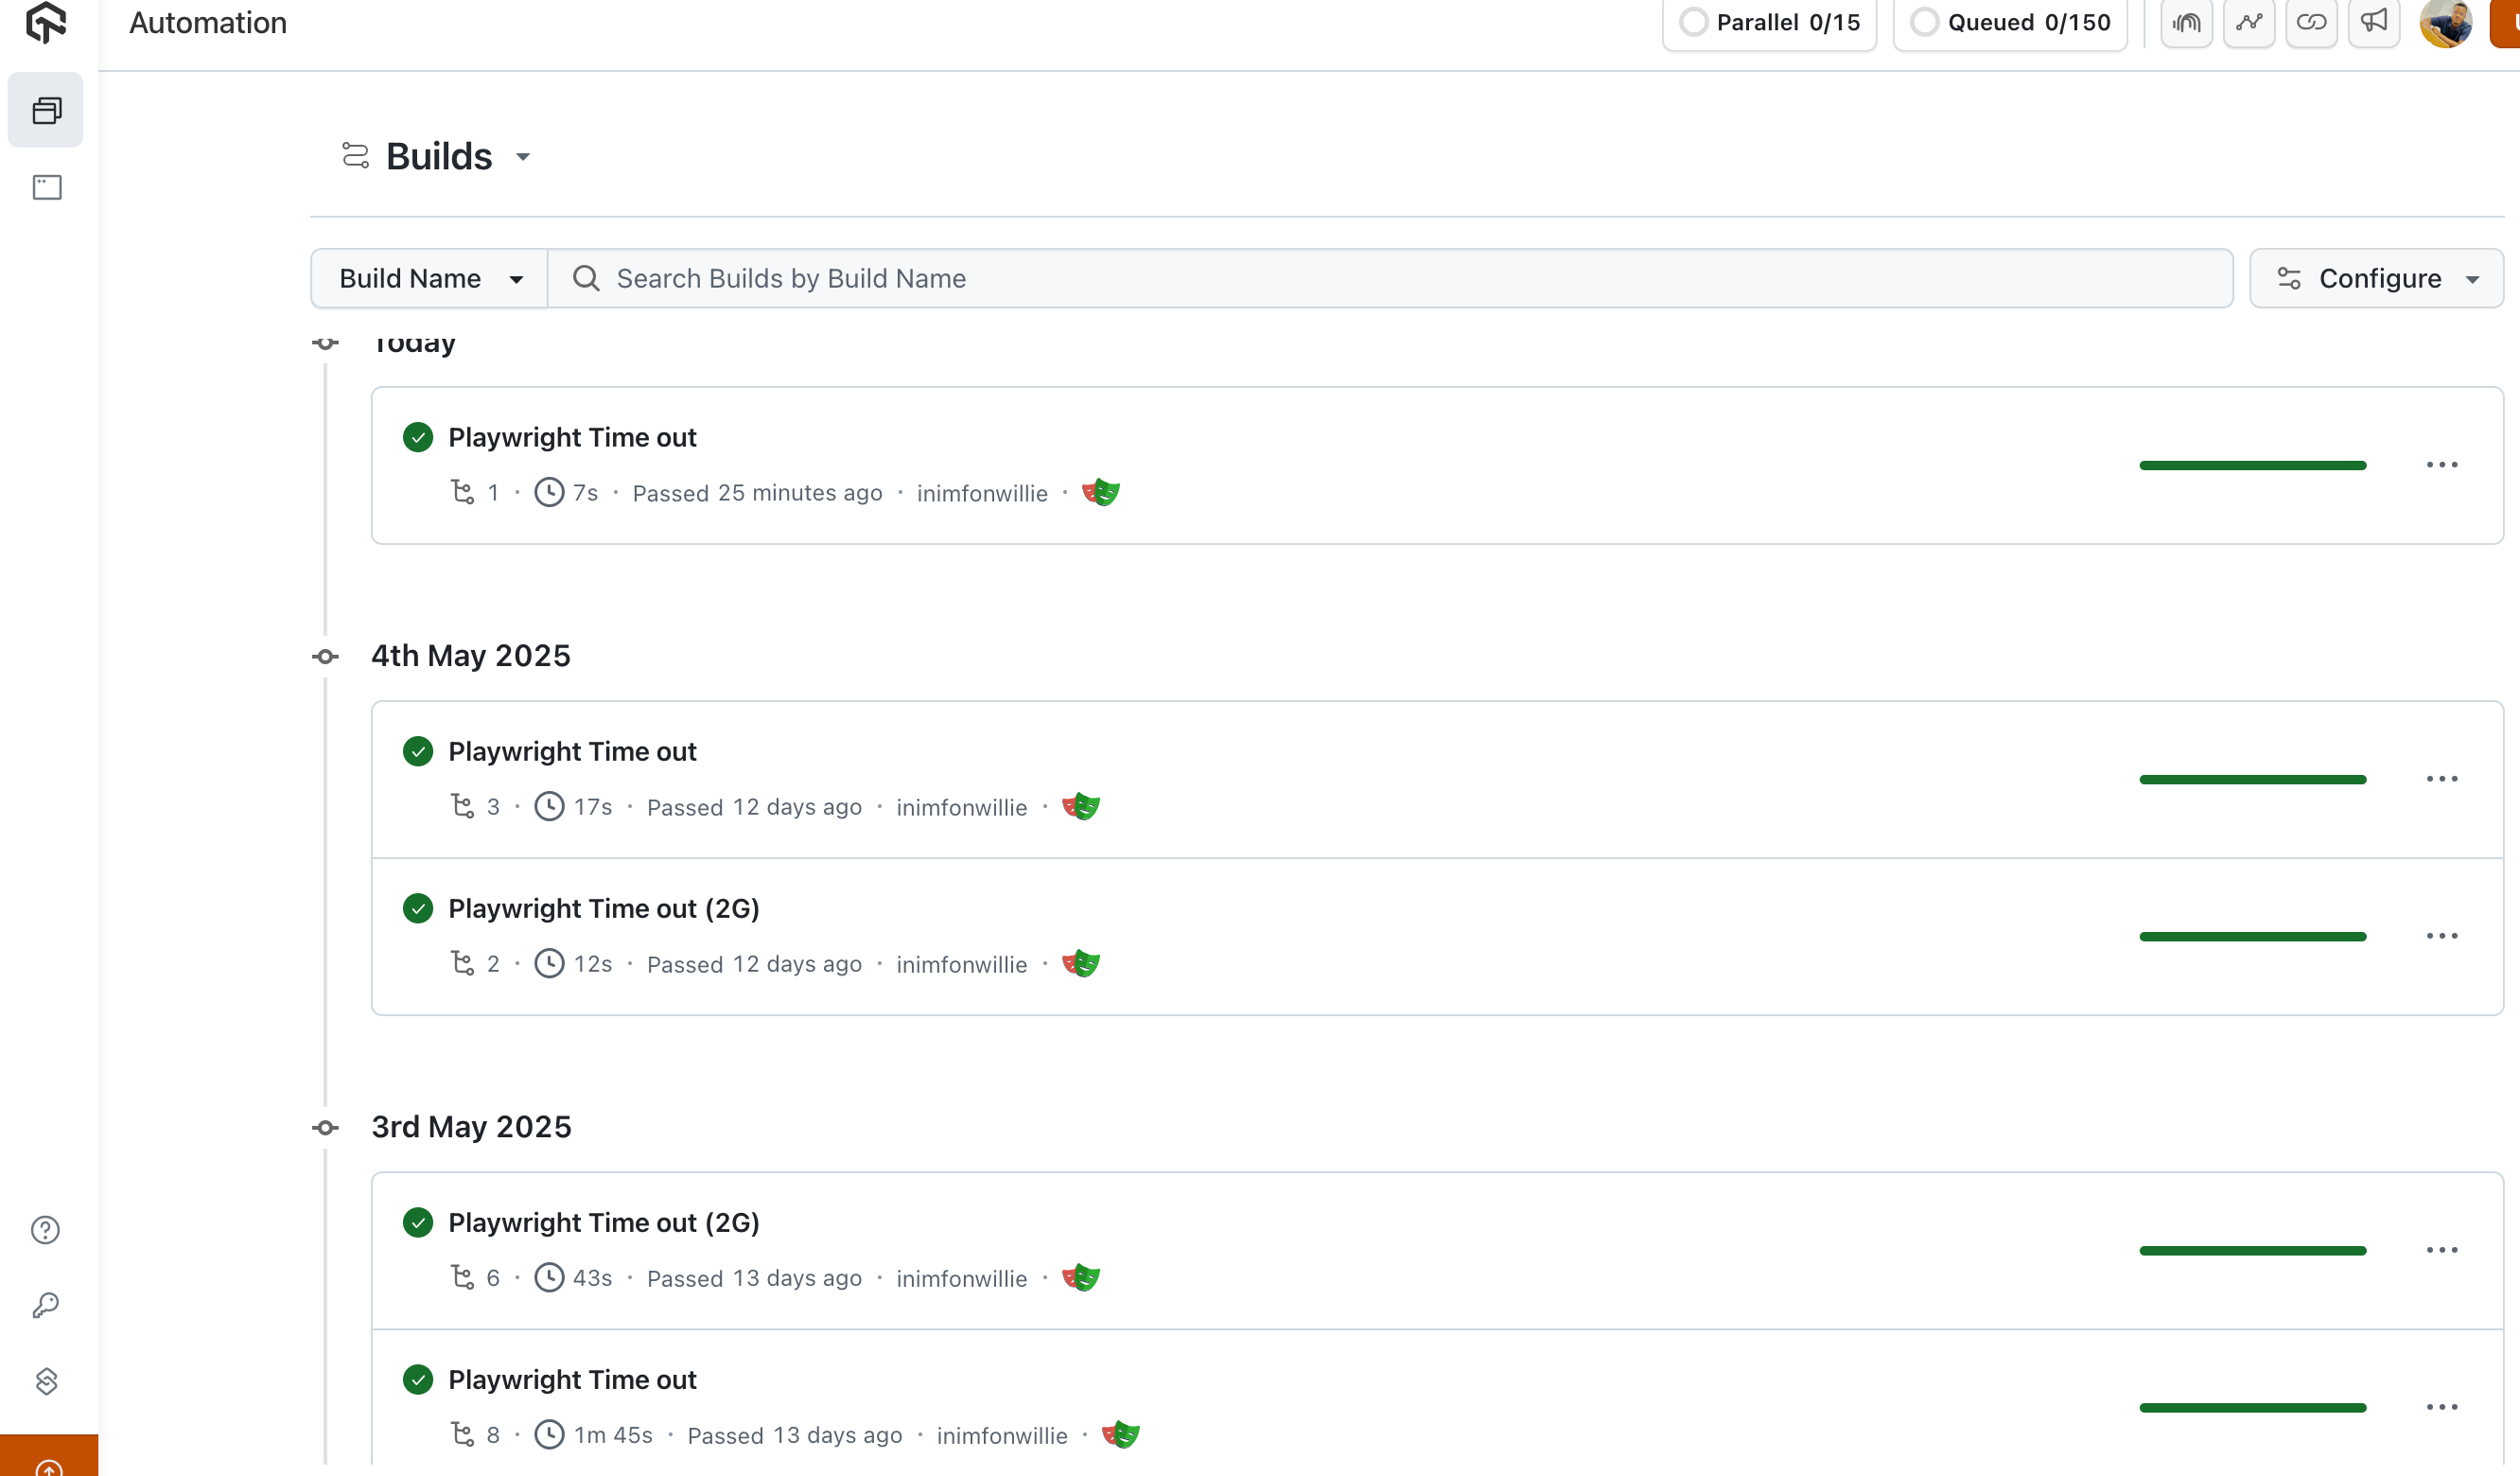 Automation
Parallel 0/15
Queued 0/150
Builds
Build Name
Search Builds by Build Name
Configure
Today
Playwright Time out
1 · 7s · Passed 25 minutes ago · inimfonwillie ·
4th May 2025
Playwright Time out
3 · 17s · Passed 12 days ago · inimfonwillie ·
Playwright Time out (2G)
2 · 12s · Passed 12 days ago · inimfonwillie ·
3rd May 2025
Playwright Time out (2G)
6 · 43s · Passed 13 days ago · inimfonwillie ·
Playwright Time out
8 · 1m 45s · Passed 13 days ago · inimfonwillie ·